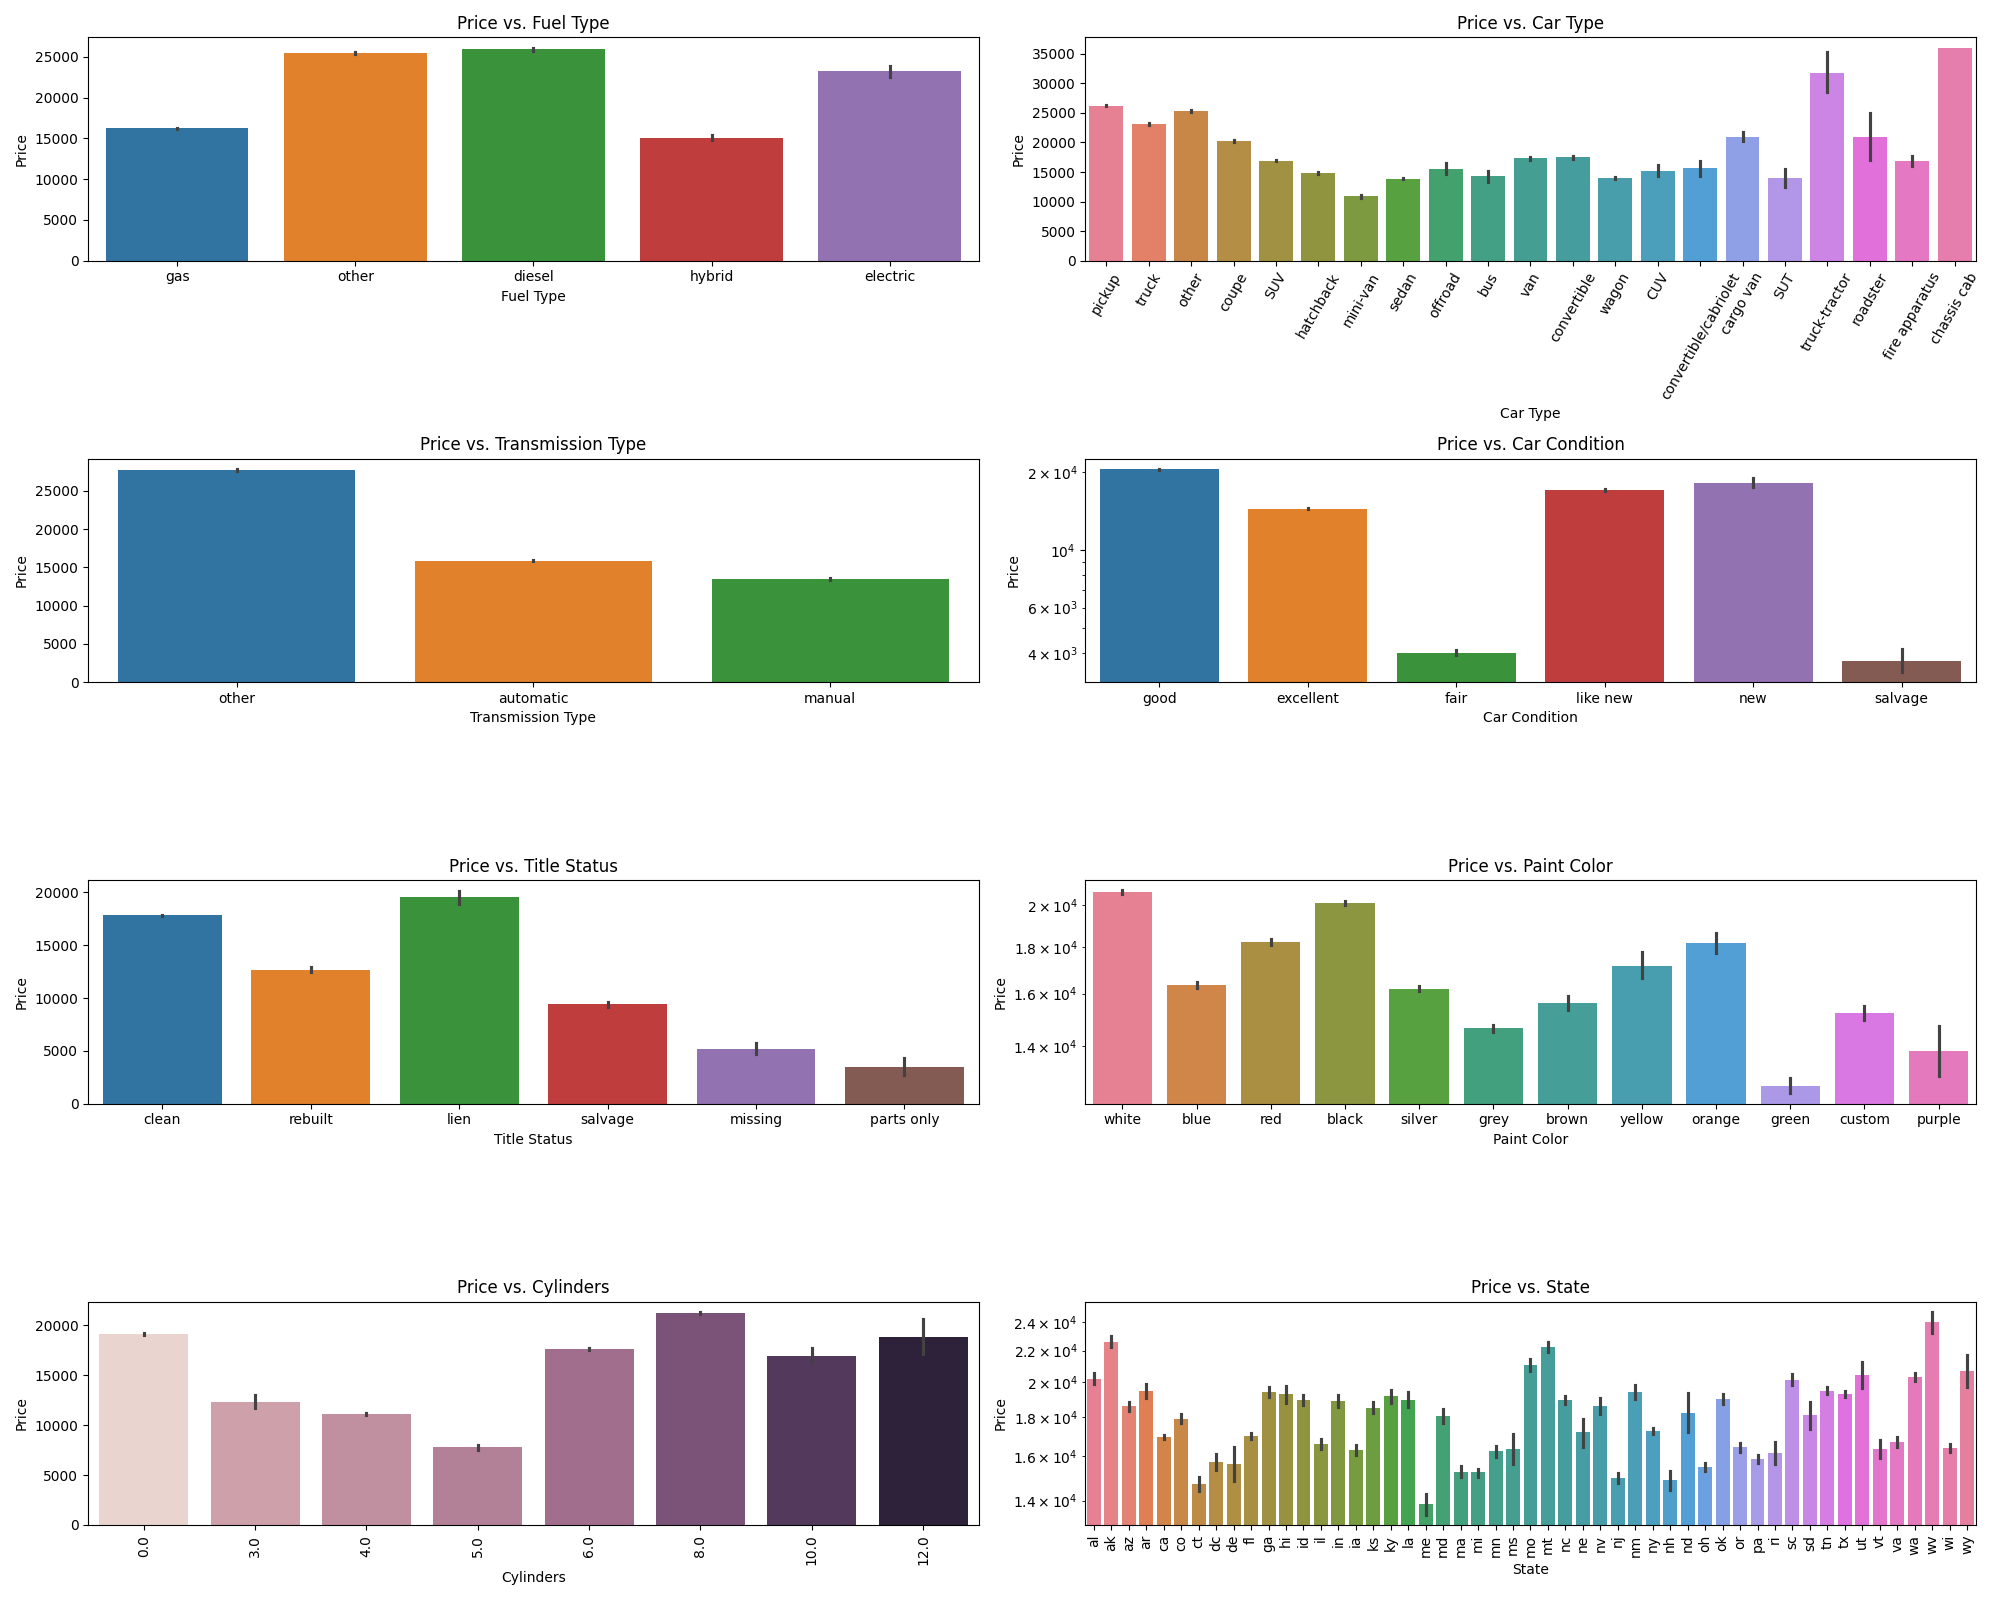 Price vs. Fuel Type
Price
25000
20000
15000
10000
5000
0
gas other diesel hybrid electric
Fuel Type
Price vs. Car Type
Price
35000
30000
25000
20000
15000
10000
5000
0
pickup truck other coupe SUV hatchback mini-van sedan offroad bus van convertible wagon CUV convertible/cabriolet cargo van SUT truck-tractor roadster fire apparatus chassis cab
Car Type
Price vs. Transmission Type
Price
25000
20000
15000
10000
5000
0
other automatic manual
Transmission Type
Price vs. Car Condition
Price
2 × 10⁴
10⁴
6 × 10³
4 × 10³
good excellent fair like new new salvage
Car Condition
Price vs. Title Status
Price
20000
15000
10000
5000
0
clean rebuilt lien salvage missing parts only
Title Status
Price vs. Paint Color
Price
2 × 10⁴
1.8 × 10⁴
1.6 × 10⁴
1.4 × 10⁴
white blue red black silver grey brown yellow orange green custom purple
Paint Color
Price vs. Cylinders
Price
20000
15000
10000
5000
0
0.0 3.0 4.0 5.0 6.0 8.0 10.0 12.0
Cylinders
Price vs. State
Price
2.4 × 10⁴
2.2 × 10⁴
2 × 10⁴
1.8 × 10⁴
1.6 × 10⁴
1.4 × 10⁴
al ak az ar ca co ct dc de fl ga hi id il in ia ks ky la me md ma mi mn ms mo mt nc ne nv nj nm ny nh nd oh ok or pa ri sc sd tn tx ut vt va wa wv wi wy
State